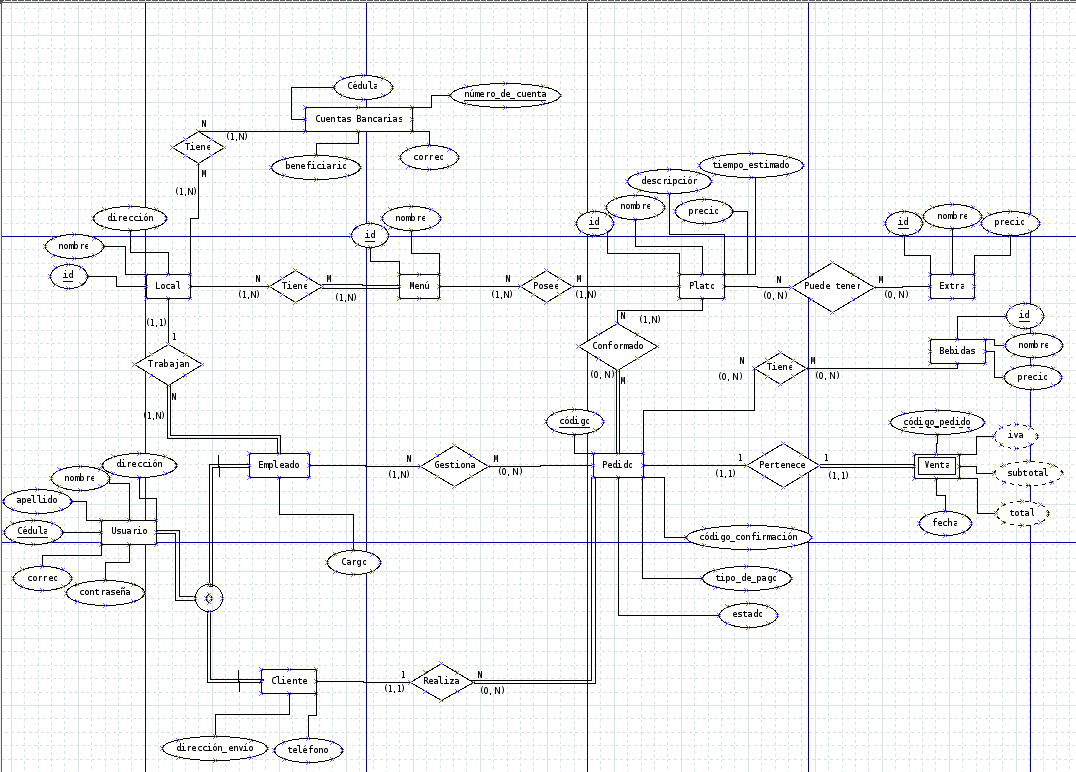 Cédula
número_de_cuenta
Cuentas Bancarias
N
(1,N)
Tiene
beneficiario
correo
M
(1,N)
tiempo_estimado
descripción
nombre
precio
id
dirección
nombre
id
nombre
id
id
nombre
precio
Local
N
(1,N)
Tiene
M
(1,N)
Menú
N
(1,N)
Posee
M
(1,N)
Plato
N
(0,N)
Puede tener
M
(0,N)
Extra
(1,1)
1
Trabajan
N
(1,N)
N
(1,N)
Conformado
(0,N)
M
id
Bebidas
nombre
precio
N
(0,N)
Tiene
M
(0,N)
código
código_pedido
iva
subtotal
total
fecha
Empleado
N
(1,N)
Gestiona
M
(0,N)
Pedido
1
(1,1)
Pertenece
1
(1,1)
Venta
dirección
nombre
apellido
Cédula
Usuario
correo
contraseña
Cargo
código_confirmación
tipo_de_pago
estado
Cliente
1
(1,1)
Realiza
N
(0,N)
dirección_envío
teléfono